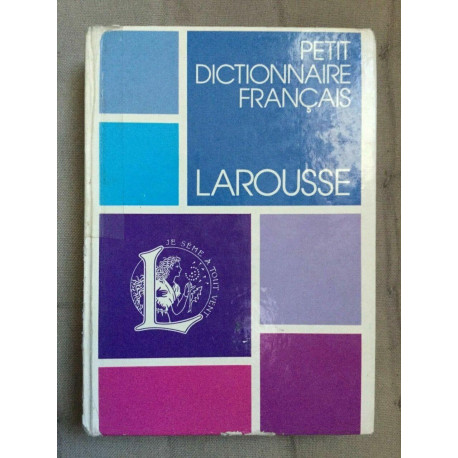 PETIT
DICTIONNAIRE
FRANÇAIS
LAROUSSE
JE SÈME À TOUT VENT
L